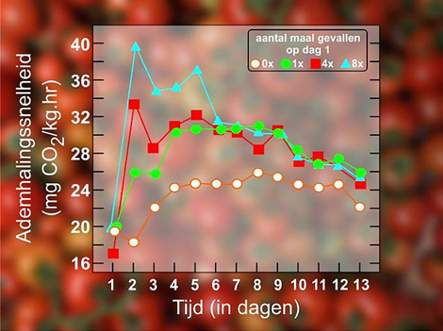 aantal maal gevallen
op dag 1
0x 1x 4x 8x
Ademhalingssnelheid
(mg CO2/kg.hr)
40
36
32
28
24
20
16
1 2 3 4 5 6 7 8 9 10 11 12 13
Tijd (in dagen)